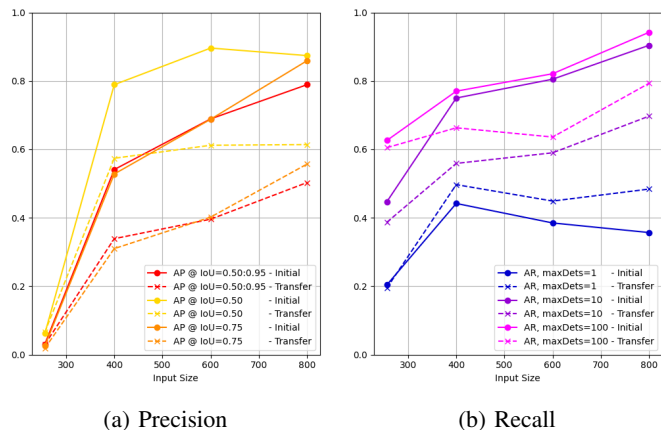 1.0
0.8
0.6
0.4
0.2
0.0
300 400 500 600 700 800
Input Size
AP @ IoU=0.50:0.95 - Initial
AP @ IoU=0.50:0.95 - Transfer
AP @ IoU=0.50 - Initial
AP @ IoU=0.50 - Transfer
AP @ IoU=0.75 - Initial
AP @ IoU=0.75 - Transfer
(a) Precision
1.0
0.8
0.6
0.4
0.2
0.0
300 400 500 600 700 800
Input Size
AR, maxDets=1 - Initial
AR, maxDets=1 - Transfer
AR, maxDets=10 - Initial
AR, maxDets=10 - Transfer
AR, maxDets=100 - Initial
AR, maxDets=100 - Transfer
(b) Recall